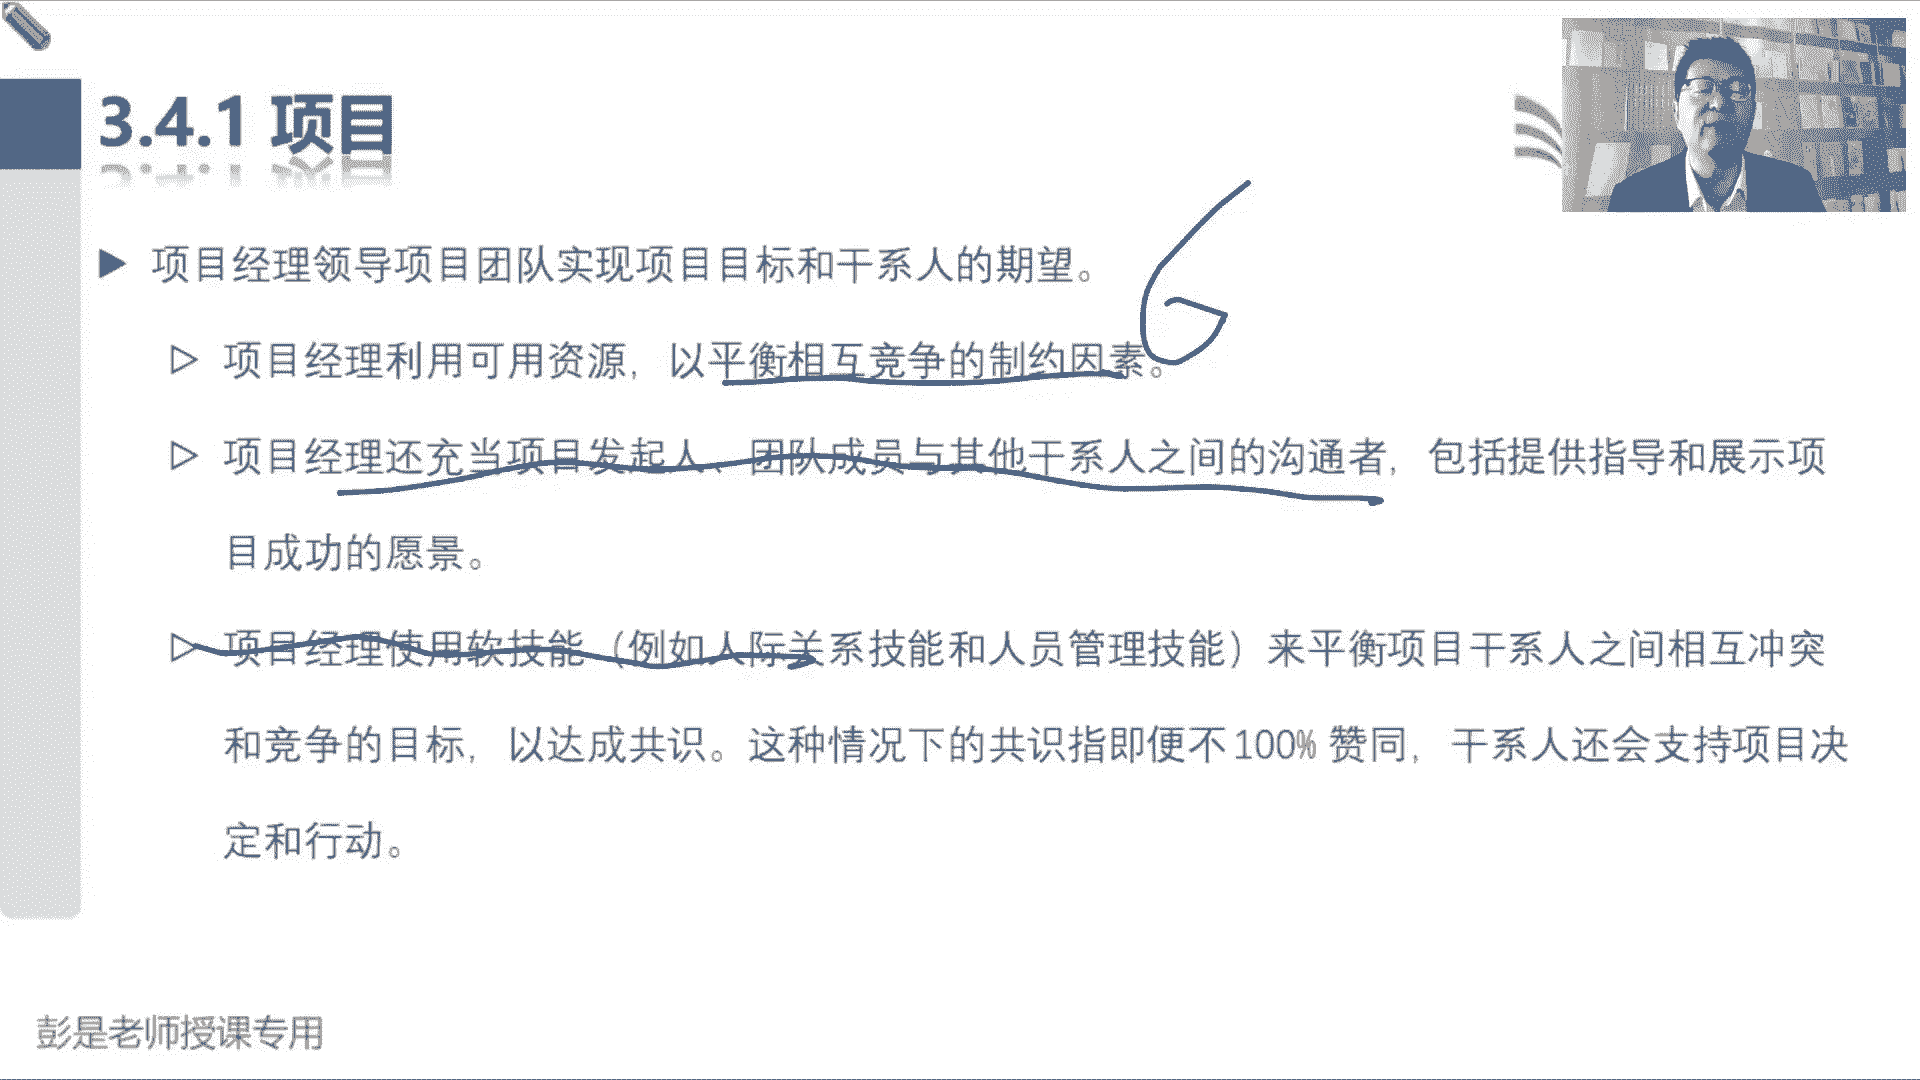 3.4.1 项目
项目经理领导项目团队实现项目目标和干系人的期望。
项目经理利用可用资源，以平衡相互竞争的制约因素。
6
项目经理还充当项目发起人、团队成员与其他干系人之间的沟通者，包括提供指导和展示项
目成功的愿景。
项目经理使用软技能（例如人际关系技能和人员管理技能）来平衡项目干系人之间相互冲突
和竞争的目标，以达成共识。这种情况下的共识指即便不100% 赞同，干系人还会支持项目决
定和行动。
彭是老师授课专用